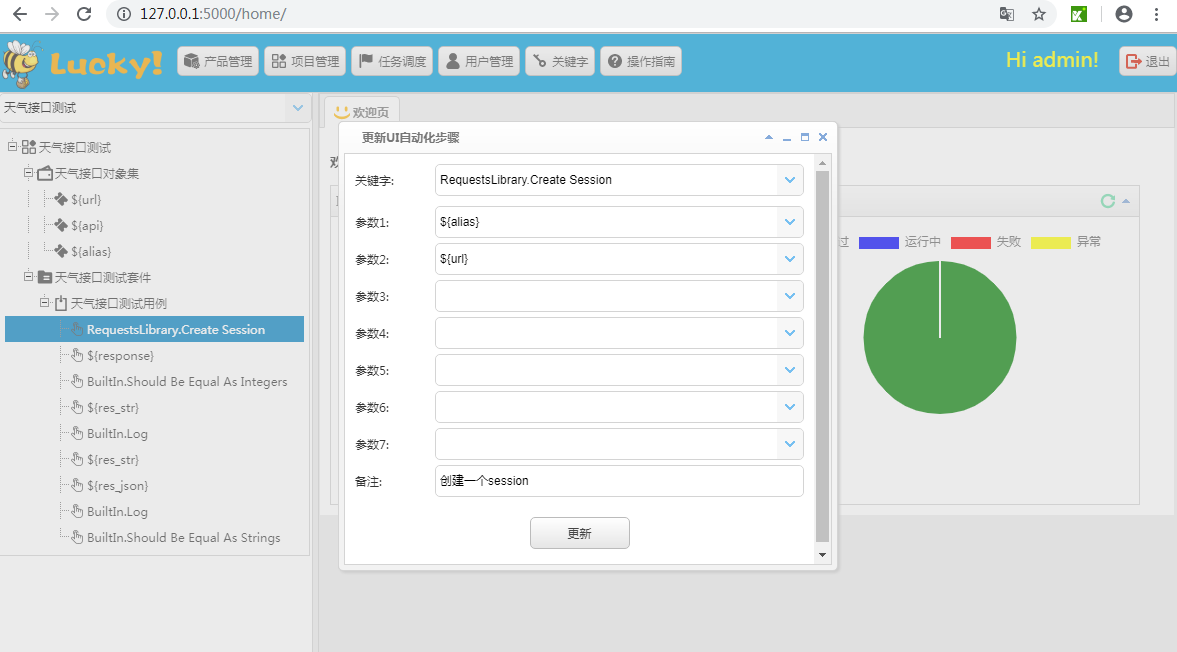 127.0.0.1:5000/home/
Lucky!
产品管理
项目管理
任务调度
用户管理
关键字
操作指南
Hi admin!
退出
天气接口测试
天气接口测试
天气接口对象集
${url}
${api}
${alias}
天气接口测试套件
天气接口测试用例
RequestsLibrary.Create Session
${response}
BuiltIn.Should Be Equal As Integers
${res_str}
BuiltIn.Log
${res_str}
${res_json}
BuiltIn.Log
BuiltIn.Should Be Equal As Strings
欢迎页
更新UI自动化步骤
关键字: RequestsLibrary.Create Session
参数1: ${alias}
参数2: ${url}
参数3:
参数4:
参数5:
参数6:
参数7:
备注: 创建一个session
更新
过 运行中 失败 异常